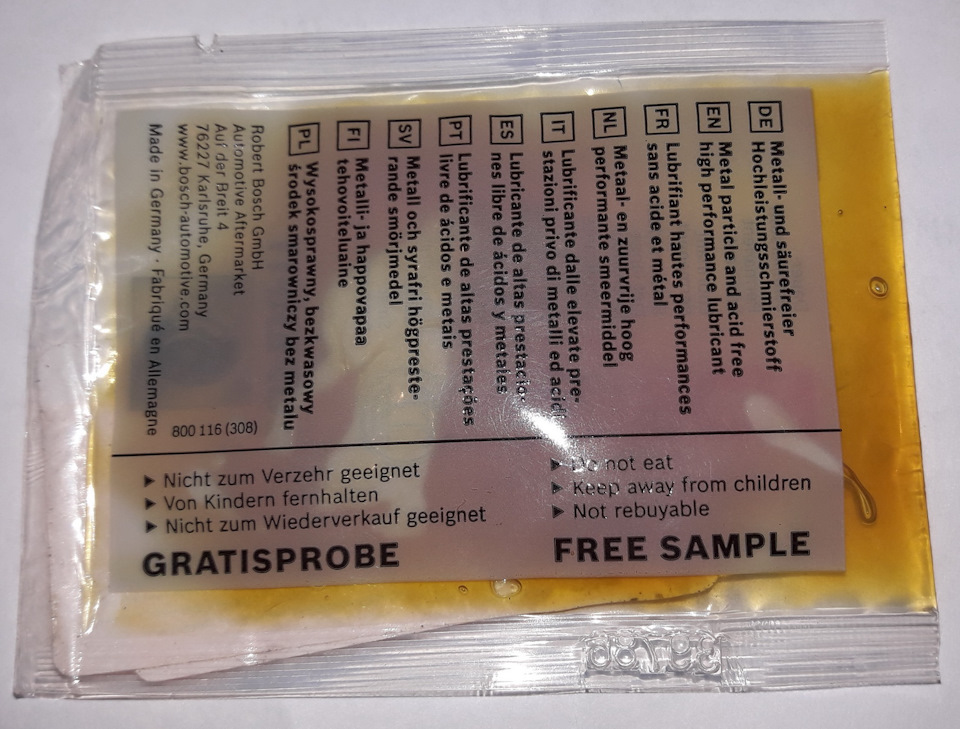 DE Metall- und säurefreier
Hochleistungsschmierstoff
EN Metal particle and acid free
high performance lubricant
FR Lubrifiant hautes performances
sans acide et métal
NL Metaal- en zuurvrije hoog
performante smeermiddel
IT Lubrificante dalle elevate pre-
stazioni privo di metalli ed acidi
ES Lubricante de altas prestacio-
nes libre de ácidos y metales
PT Lubrificante de altas prestações
livre de ácidos e metais
SV Metall och syrafri högpreste-
rande smörjmedel
FI Metalli- ja happovapaa
tehovoiteluaine
PL Wysokosprawny, bezkwasowy
środek smarowniczy bez metalu
Robert Bosch GmbH
Automotive Aftermarket
Auf der Breit 4
76227 Karlsruhe, Germany
www.bosch-automotive.com
Made in Germany · Fabriqué en Allemagne
800 116 (308)
▶ Nicht zum Verzehr geeignet
▶ Von Kindern fernhalten
▶ Nicht zum Wiederverkauf geeignet
GRATISPROBE
▶ Do not eat
▶ Keep away from children
▶ Not rebuyable
FREE SAMPLE